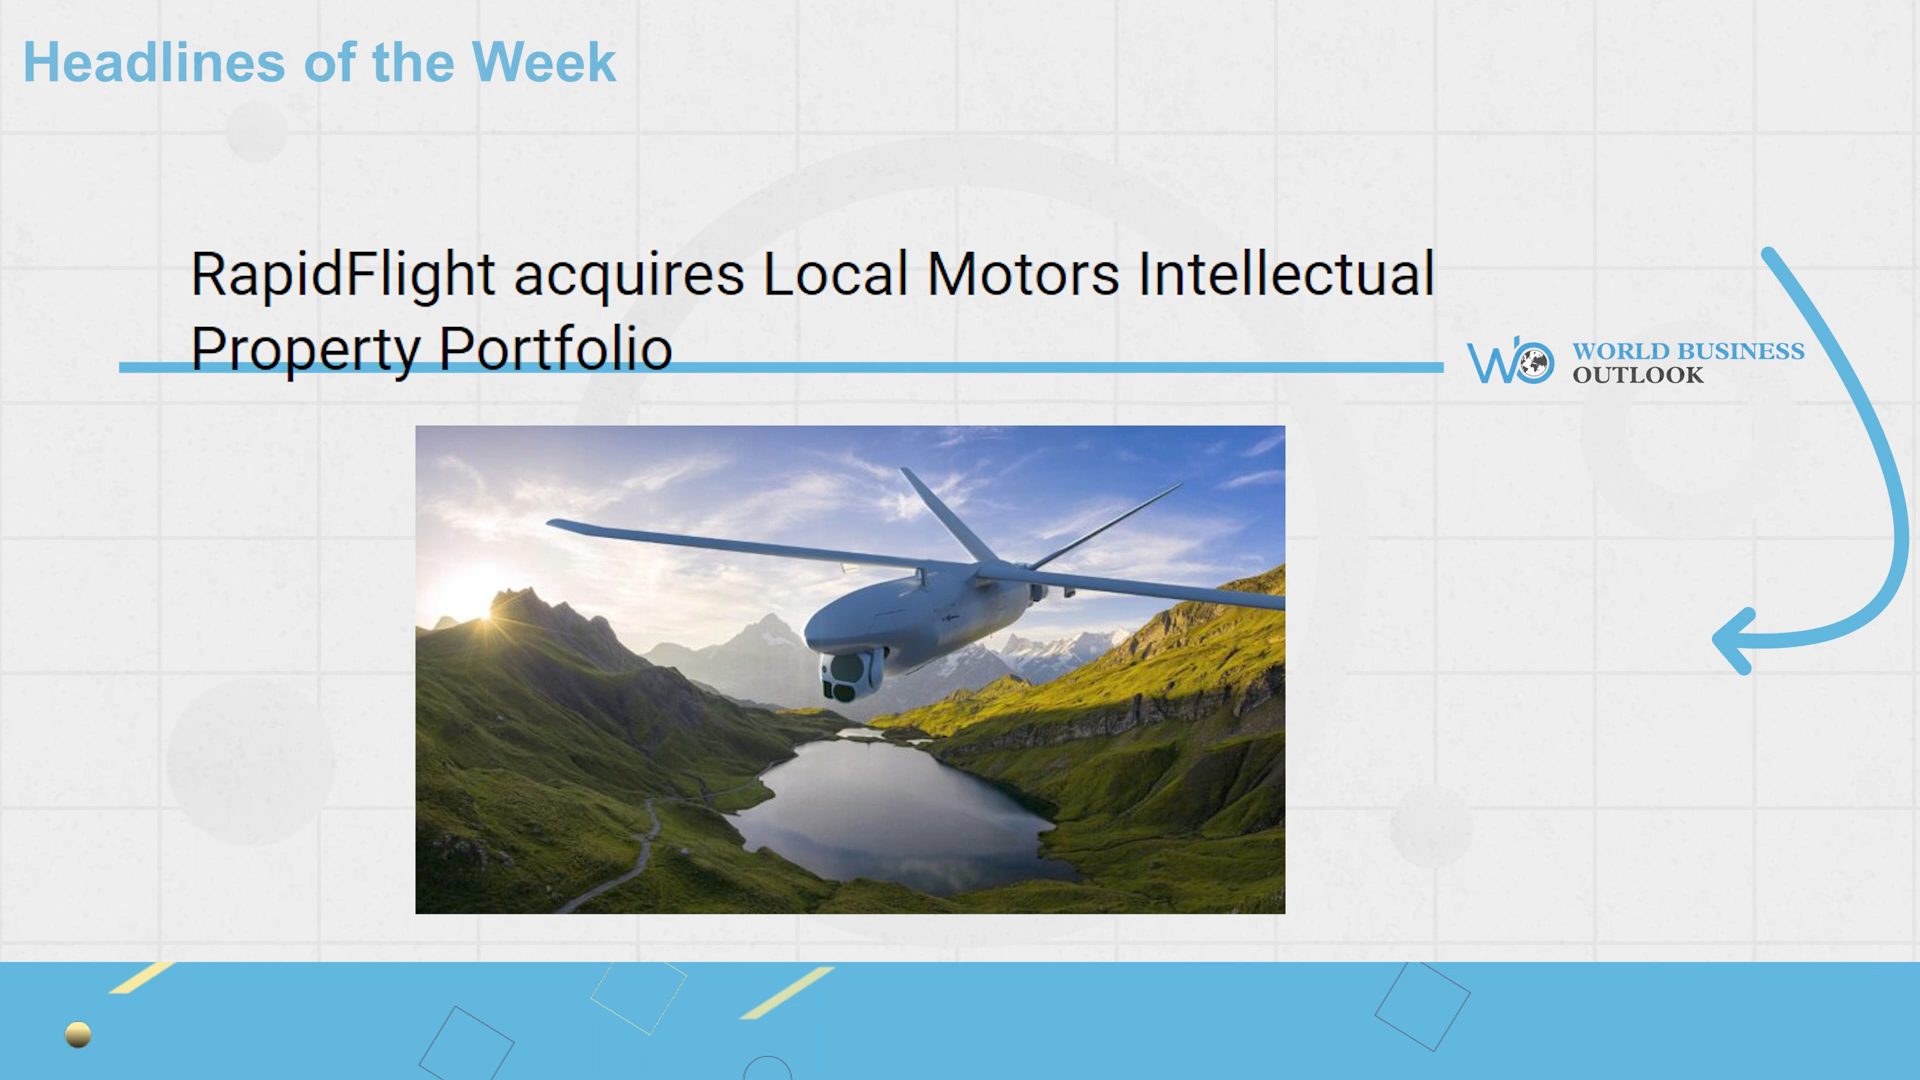 Headlines of the Week
RapidFlight acquires Local Motors Intellectual
Property Portfolio
WORLD BUSINESS
OUTLOOK